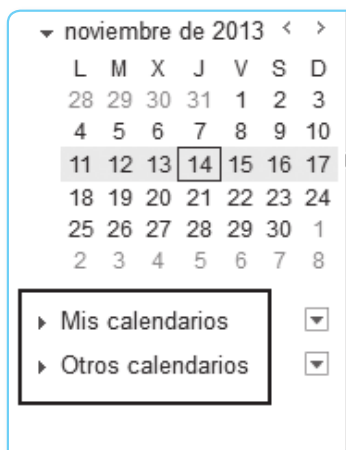 noviembre de 2013 < >
L M X J V S D
28 29 30 31 1 2 3
4 5 6 7 8 9 10
11 12 13 14 15 16 17
18 19 20 21 22 23 24
25 26 27 28 29 30 1
2 3 4 5 6 7 8
Mis calendarios
Otros calendarios